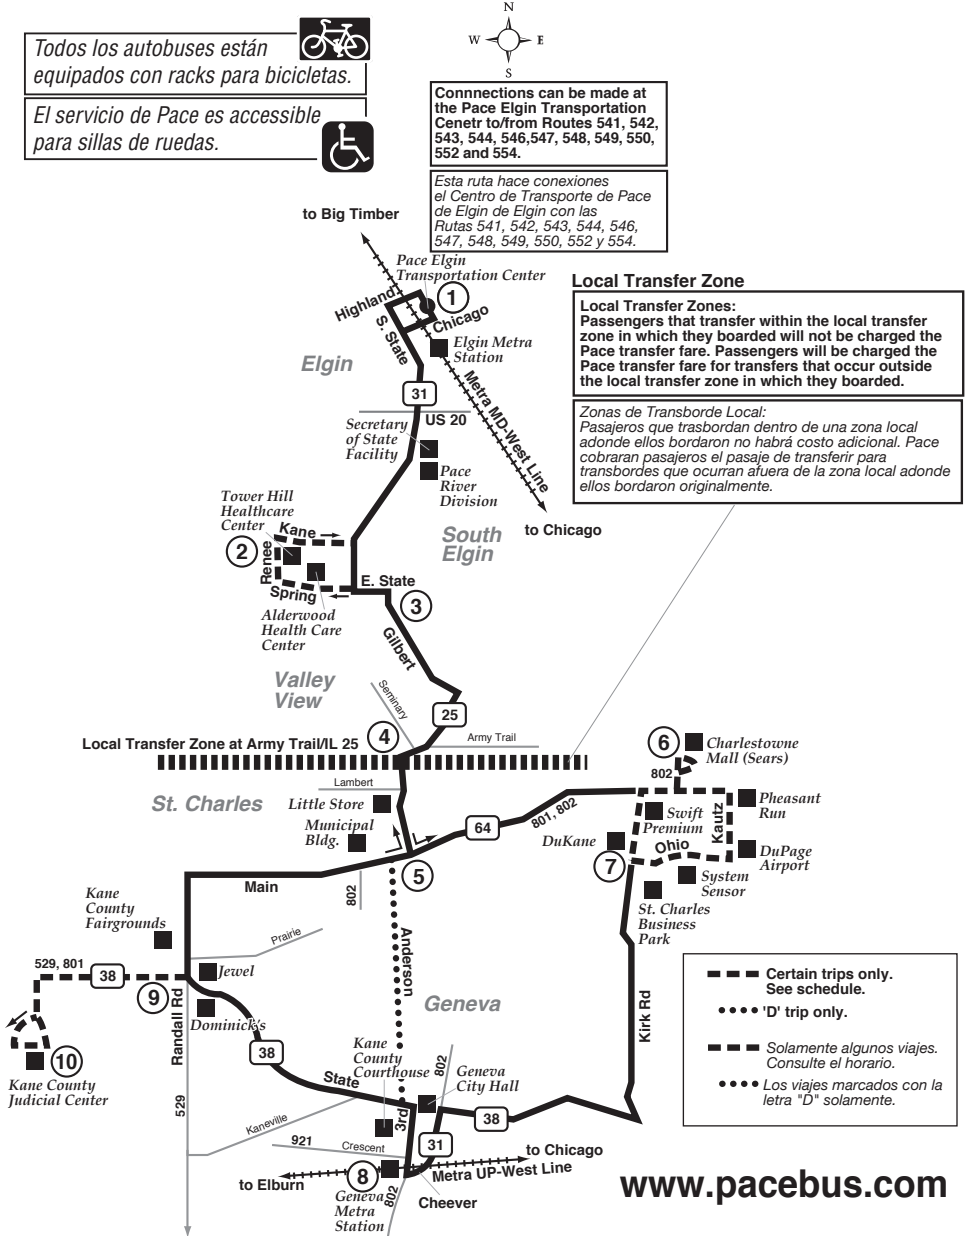 N
W
E
S
Todos los autobuses están
equipados con racks para bicicletas.
El servicio de Pace es accessible
para sillas de ruedas.
Connnections can be made at
the Pace Elgin Transportation
Cenetr to/from Routes 541, 542,
543, 544, 546,547, 548, 549, 550,
552 and 554.
Esta ruta hace conexiones
el Centro de Transporte de Pace
de Elgin de Elgin con las
Rutas 541, 542, 543, 544, 546,
547, 548, 549, 550, 552 y 554.
to Big Timber
Pace Elgin
Transportation Center
1
Highland
Chicago
S. State
Elgin Metra
Station
Elgin
31
Metra MD-West Line
US 20
Secretary
of State
Facility
Pace
River
Division
to Chicago
South
Elgin
Local Transfer Zone
Local Transfer Zones:
Passengers that transfer within the local transfer
zone in which they boarded will not be charged the
Pace transfer fare. Passengers will be charged the
Pace transfer fare for transfers that occur outside
the local transfer zone in which they boarded.
Zonas de Transborde Local:
Pasajeros que trasbordan dentro de una zona local
adonde ellos bordaron no habrá costo adicional. Pace
cobraran pasajeros el pasaje de transferir para
transbordes que ocurran afuera de la zona local adonde
ellos bordaron originalmente.
Tower Hill
Healthcare
Center
Kane
2
Renee
Spring
E. State
3
Alderwood
Health Care
Center
Gilbert
Valley
View
Seminary
25
4
Army Trail
Local Transfer Zone at Army Trail/IL 25
6
Charlestowne
Mall (Sears)
802
Lambert
St. Charles
Little Store
Municipal
Bldg.
64
801, 802
Swift
Premium
Kautz
Pheasant
Run
DuKane
Ohio
DuPage
Airport
7
System
Sensor
St. Charles
Business
Park
5
Main
802
Kane
County
Fairgrounds
Prairie
Anderson
529, 801
38
Jewel
9
Randall Rd
Dominick's
Geneva
10
Kane County
Judicial Center
38
Kirk Rd
Kane
County
Courthouse
802
State
Geneva
City Hall
529
Kaneville
3rd
38
921
Crescent
31
to Chicago
Metra UP-West Line
to Elburn
8
802
Cheever
Geneva
Metra
Station
Certain trips only.
See schedule.
'D' trip only.
Solamente algunos viajes.
Consulte el horario.
Los viajes marcados con la
letra "D" solamente.
www.pacebus.com